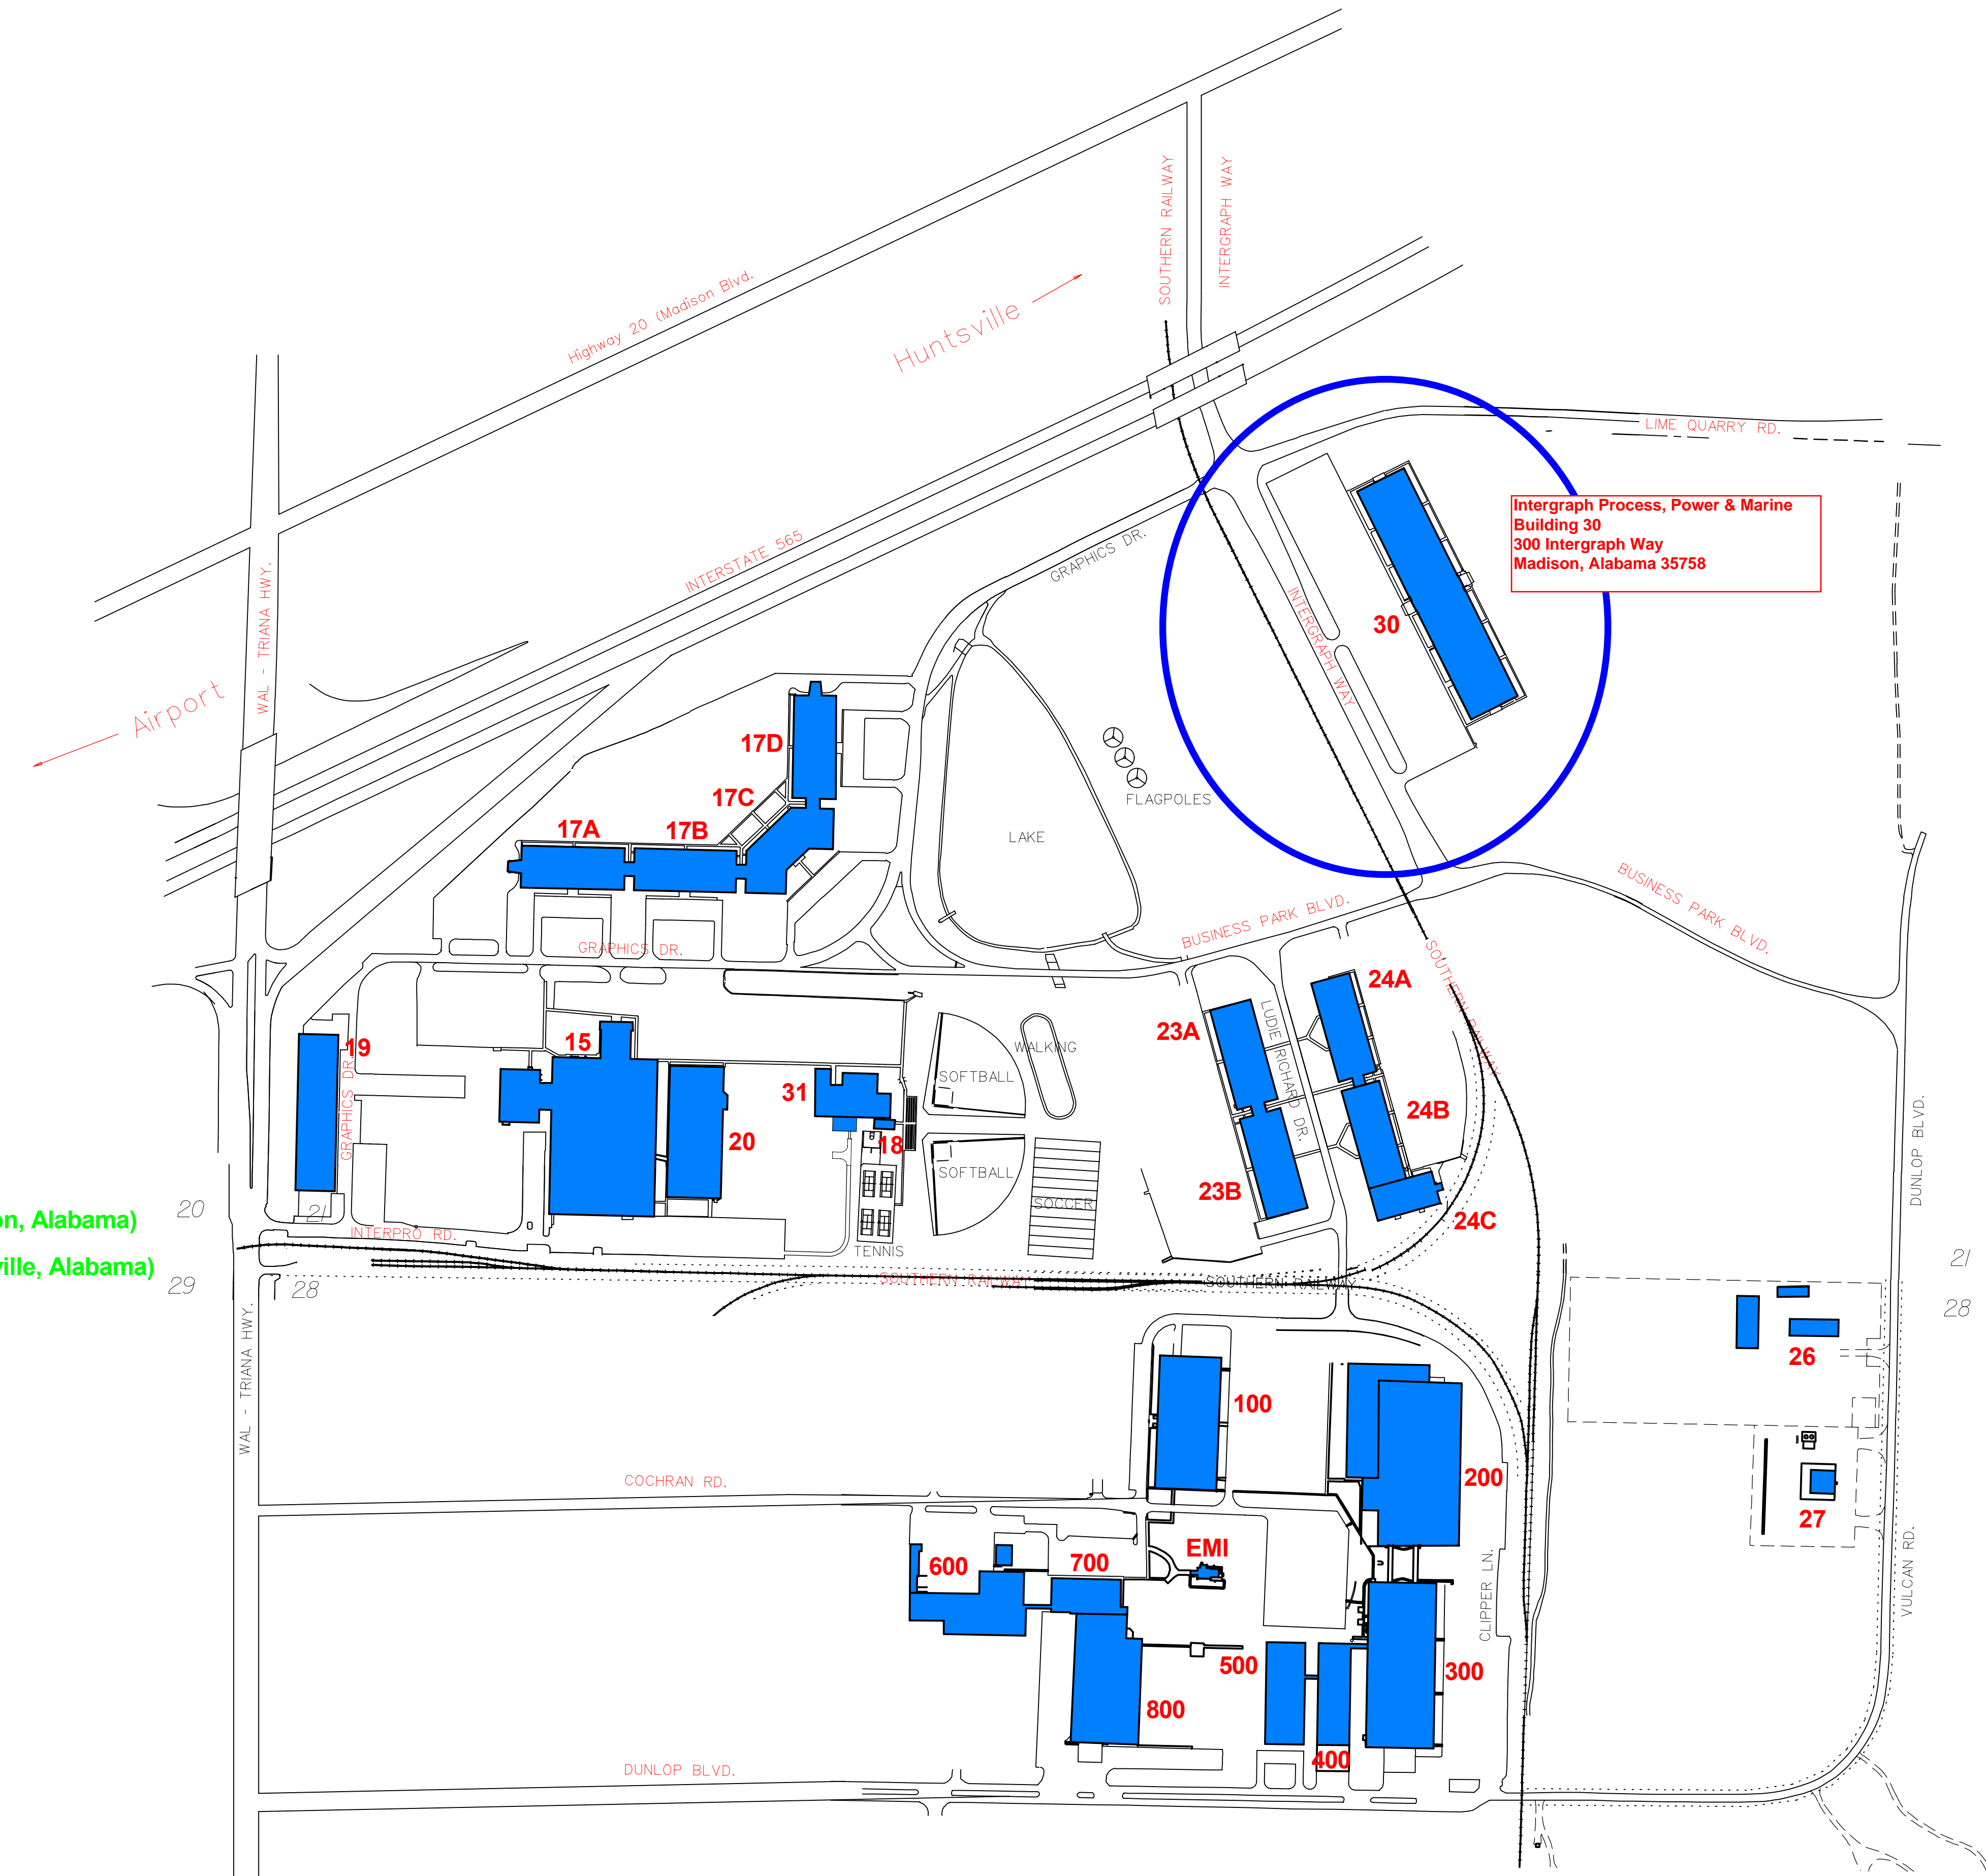 SOUTHERN RAILWAY
INTERGRAPH WAY
Highway 20 (Madison Blvd.
Huntsville
LIME QUARRY RD.
Intergraph Process, Power & Marine
Building 30
300 Intergraph Way
Madison, Alabama 35758
INTERSTATE 565
GRAPHICS DR.
WAL - TRIANA HWY.
INTERGRAPH WAY
30
Airport
17D
17C
17A
17B
FLAGPOLES
LAKE
BUSINESS PARK BLVD.
BUSINESS PARK BLVD.
GRAPHICS DR.
SOUTHERN RAILWAY
24A
23A
LUDIE RICHARD DR.
15
19
GRAPHICS DR.
WALKING
SOFTBALL
31
24B
20
18
SOFTBALL
SOCCER
23B
24C
DUNLOP BLVD.
20
21
on, Alabama)
INTERPRO RD.
TENNIS
ville, Alabama)
SOUTHERN RAILWAY
SOUTHERN RAILWAY
21
29
28
28
WAL - TRIANA HWY.
26
100
COCHRAN RD.
200
27
EMI
600
700
CLIPPER LN.
VULCAN RD.
500
300
800
400
DUNLOP BLVD.